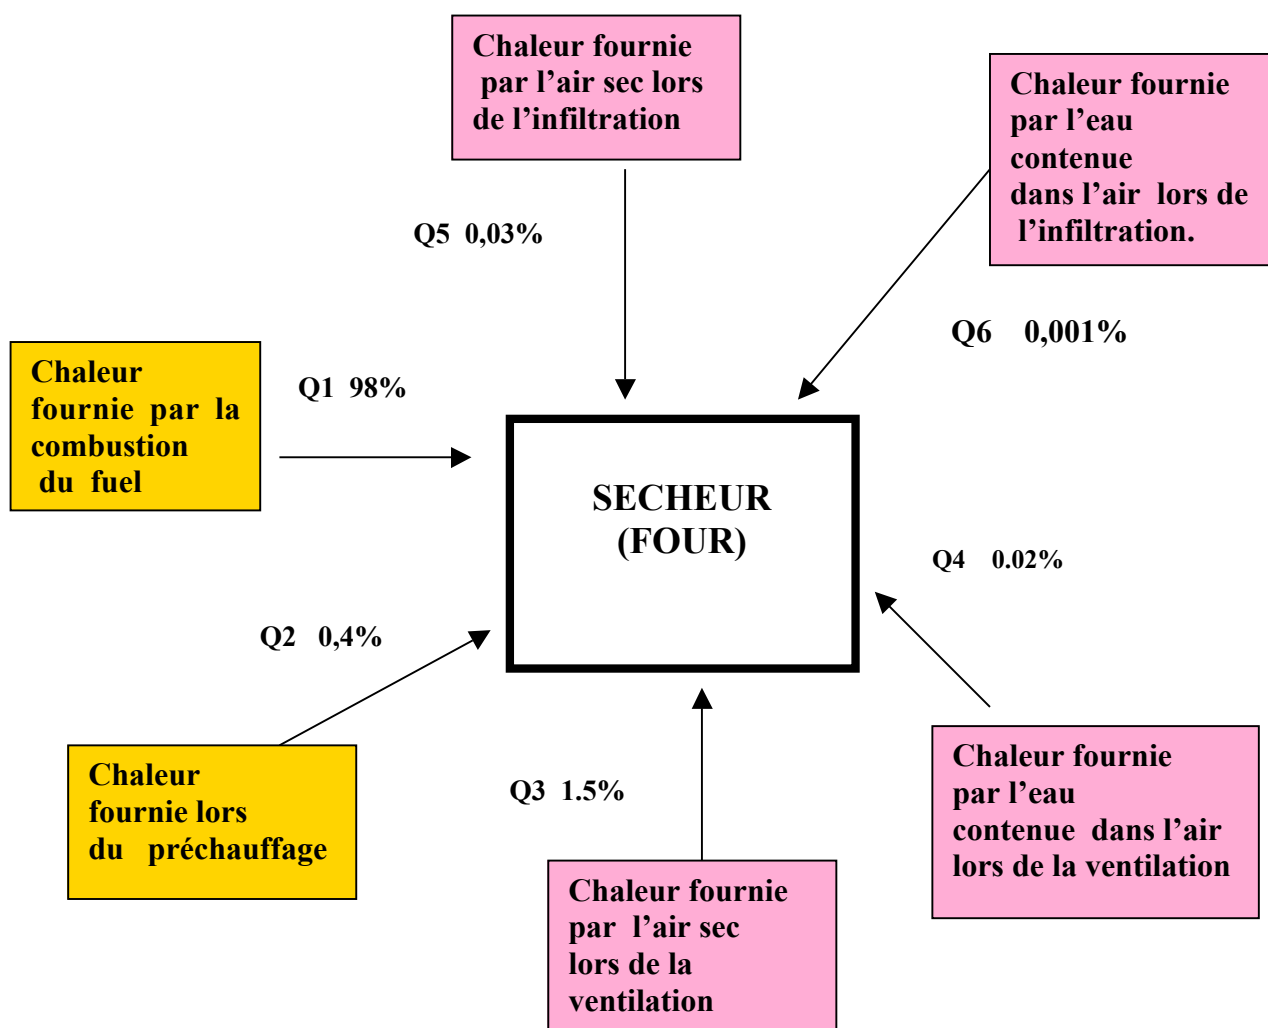 Chaleur fournie
par l’air sec lors
de l’infiltration
Chaleur fournie
par l’eau
contenue
dans l’air lors de
l’infiltration.
Q5 0,03%
Q6 0,001%
Chaleur
fournie par la
combustion
du fuel
Q1 98%
SECHEUR
(FOUR)
Q4 0.02%
Q2 0,4%
Chaleur
fournie lors
du préchauffage
Q3 1.5%
Chaleur fournie
par l’eau
contenue dans l’air
lors de la ventilation
Chaleur fournie
par l’air sec
lors de la
ventilation